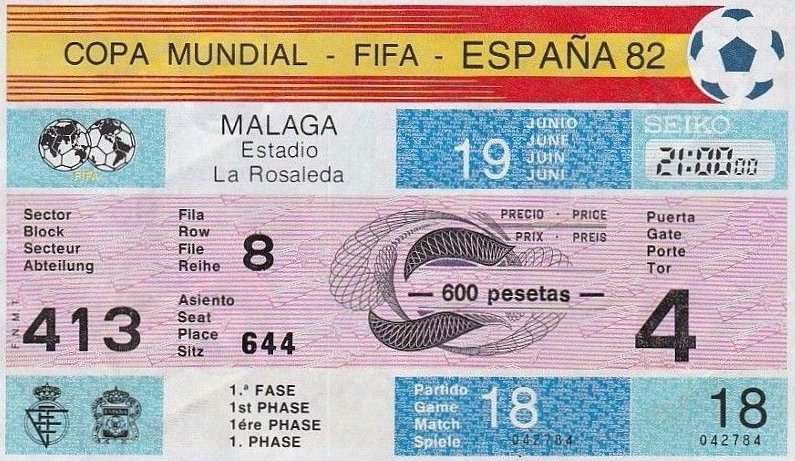 COPA MUNDIAL - FIFA - ESPAÑA 82
FIFA
MALAGA
Estadio
La Rosaleda
19
JUNIO
JUNE
JUIN
JUNI
SEIKO
21:00 00
Sector
Block
Secteur
Abteilung
413
F.N.M.T.
Fila
Row
File
Reihe
8
Asiento
Seat
Place
Sitz
644
PRECIO - PRICE
PRIX - PREIS
— 600 pesetas —
Puerta
Gate
Porte
Tor
4
1.ª FASE
1st PHASE
1ére PHASE
1. PHASE
Partido
Game
Match
Spiele
18
042784
18
042784